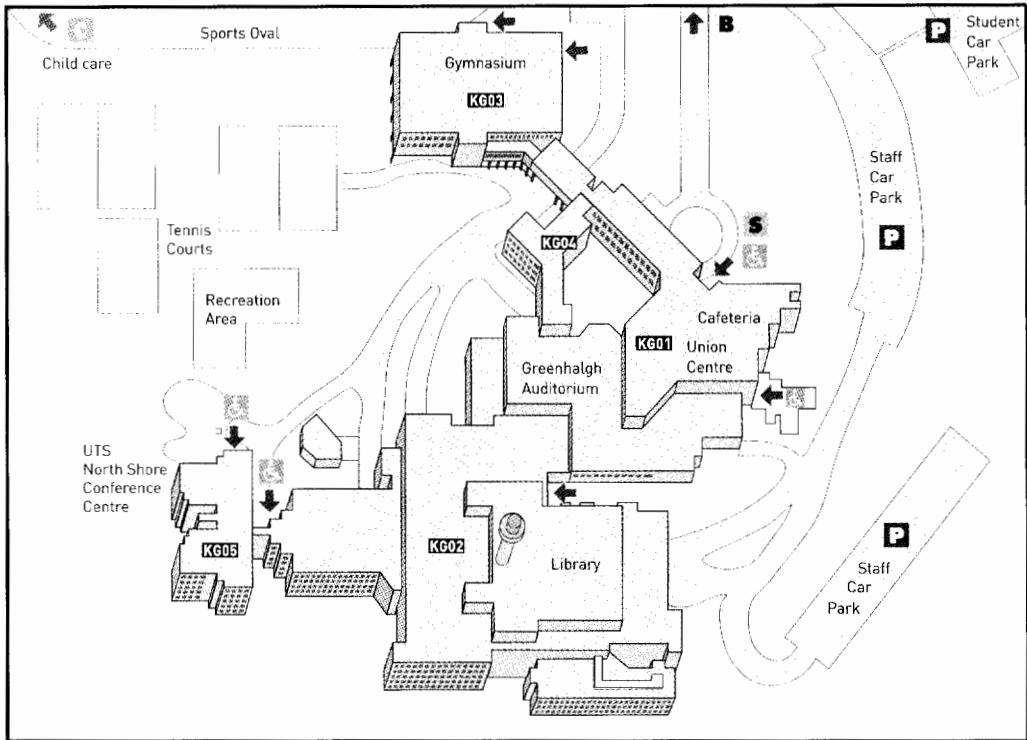 Sports Oval
Child care
Gymnasium
KG03
B
P
Student
Car
Park
Staff
Car
Park
P
Tennis
Courts
KG04
S
Recreation
Area
Cafeteria
KG01
Union
Centre
Greenhalgh
Auditorium
UTS
North Shore
Conference
Centre
KG05
KG02
Library
P
Staff
Car
Park